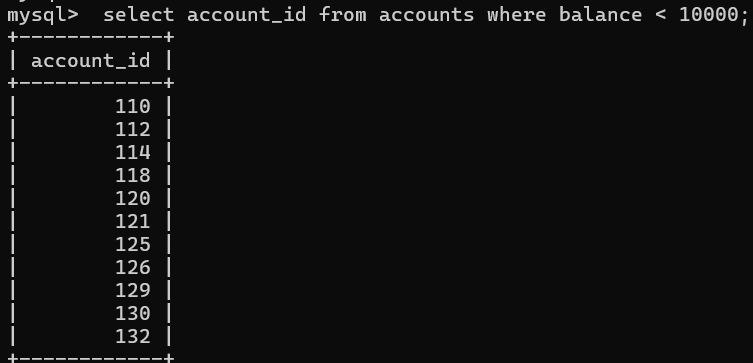 mysql>  select account_id from accounts where balance < 10000;
+------------+
| account_id |
+------------+
|        110 |
|        112 |
|        114 |
|        118 |
|        120 |
|        121 |
|        125 |
|        126 |
|        129 |
|        130 |
|        132 |
+------------+